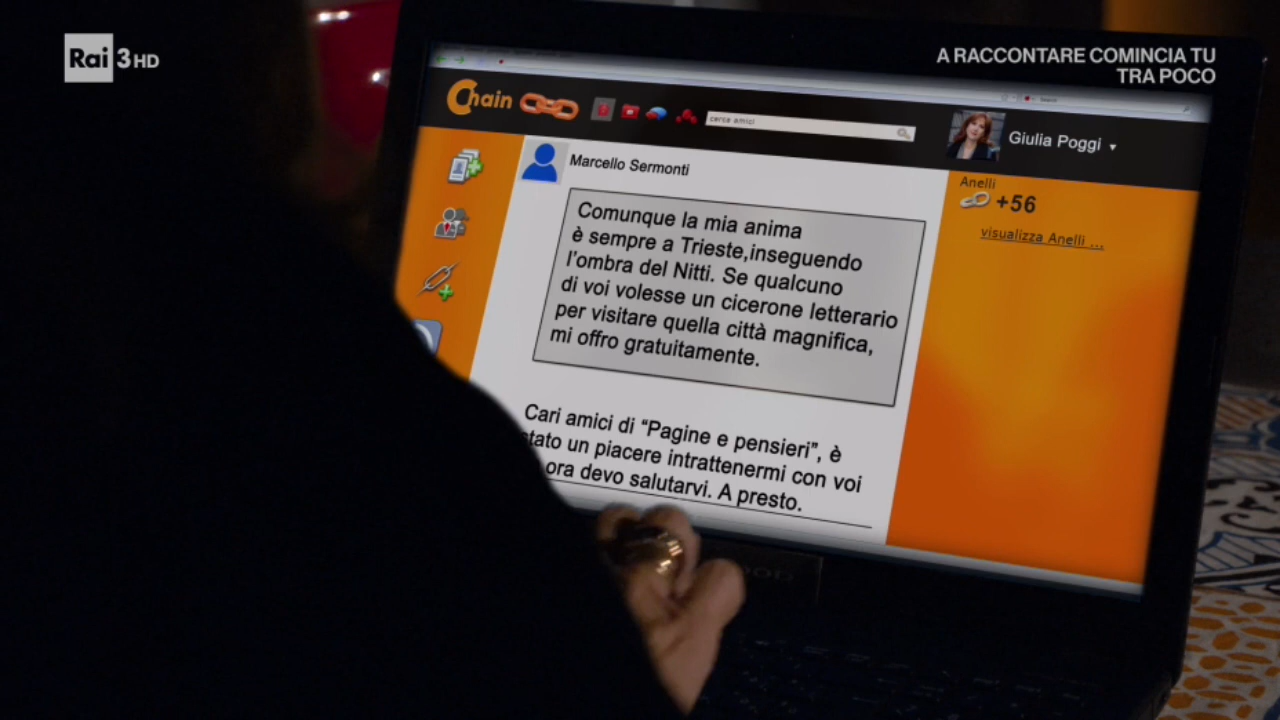 Rai 3 HD
A RACCONTARE COMINCIA TU
TRA POCO
Chain
cerca amici
Giulia Poggi
Marcello Sermonti
Anelli
+56
visualizza Anelli ...
Comunque la mia anima
è sempre a Trieste,inseguendo
l'ombra del Nitti. Se qualcuno
di voi volesse un cicerone letterario
per visitare quella città magnifica,
mi offro gratuitamente.
Cari amici di "Pagine e pensieri", è
tato un piacere intrattenermi con voi
ora devo salutarvi. A presto.